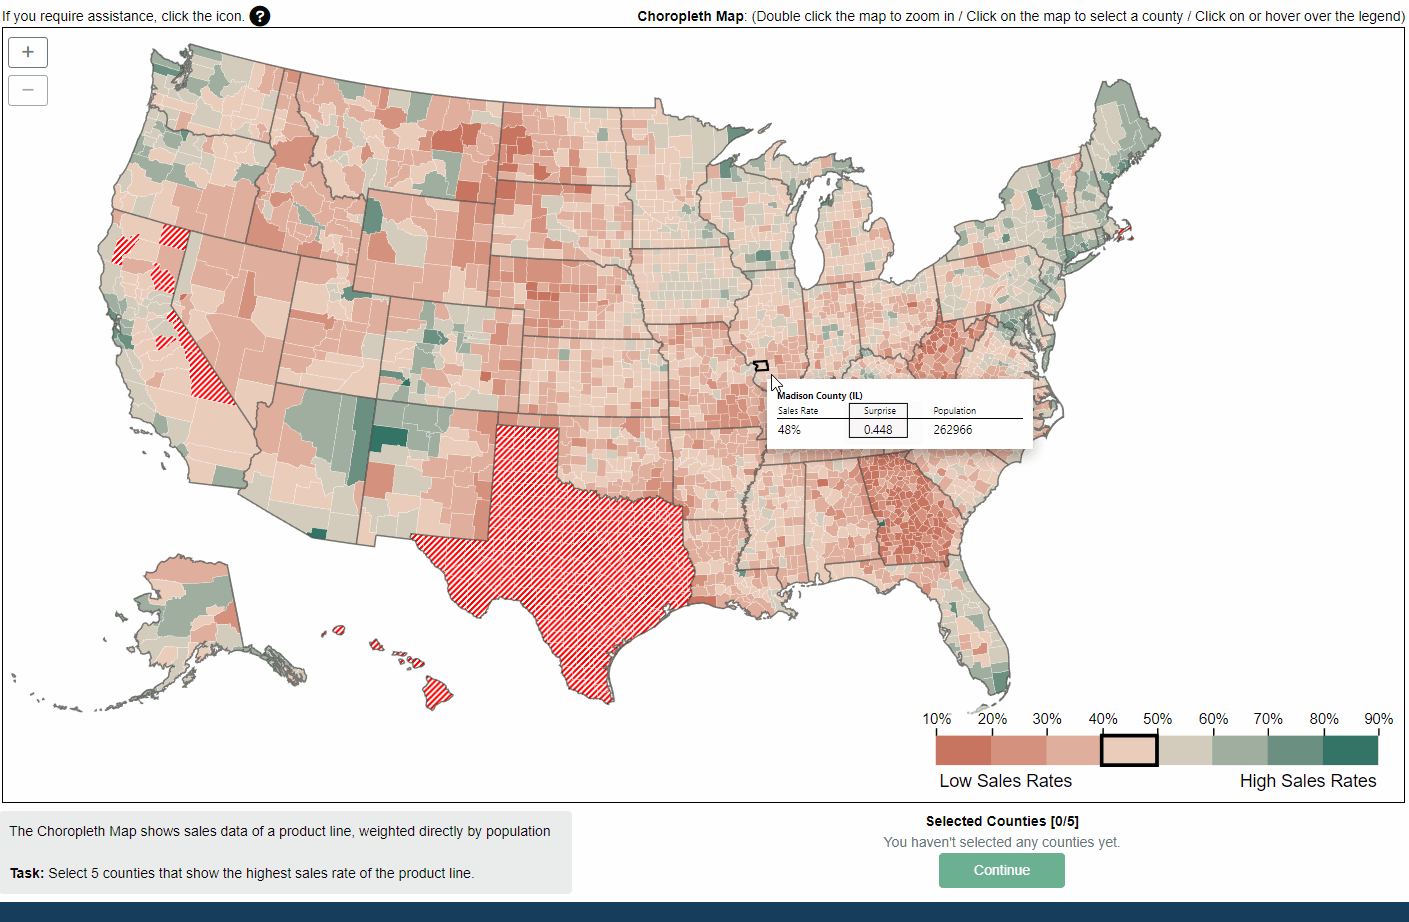 If you require assistance, click the icon. ?
Choropleth Map: (Double click the map to zoom in / Click on the map to select a county / Click on or hover over the legend)
+
−
Madison County (IL)
Sales Rate Surprise Population
48% 0.448 262966
10% 20% 30% 40% 50% 60% 70% 80% 90%
Low Sales Rates High Sales Rates
The Choropleth Map shows sales data of a product line, weighted directly by population
Task: Select 5 counties that show the highest sales rate of the product line.
Selected Counties [0/5]
You haven't selected any counties yet.
Continue